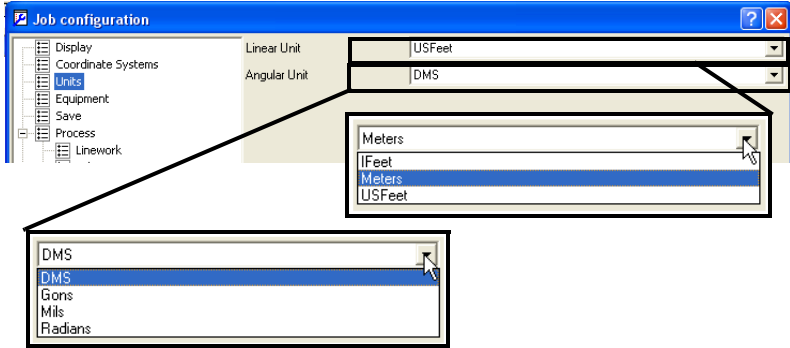 Job configuration
Display
Linear Unit
USFeet
Coordinate Systems
Angular Unit
DMS
Units
Equipment
Save
Process
Linework
Meters
IFeet
Meters
USFeet
DMS
DMS
Gons
Mils
Radians